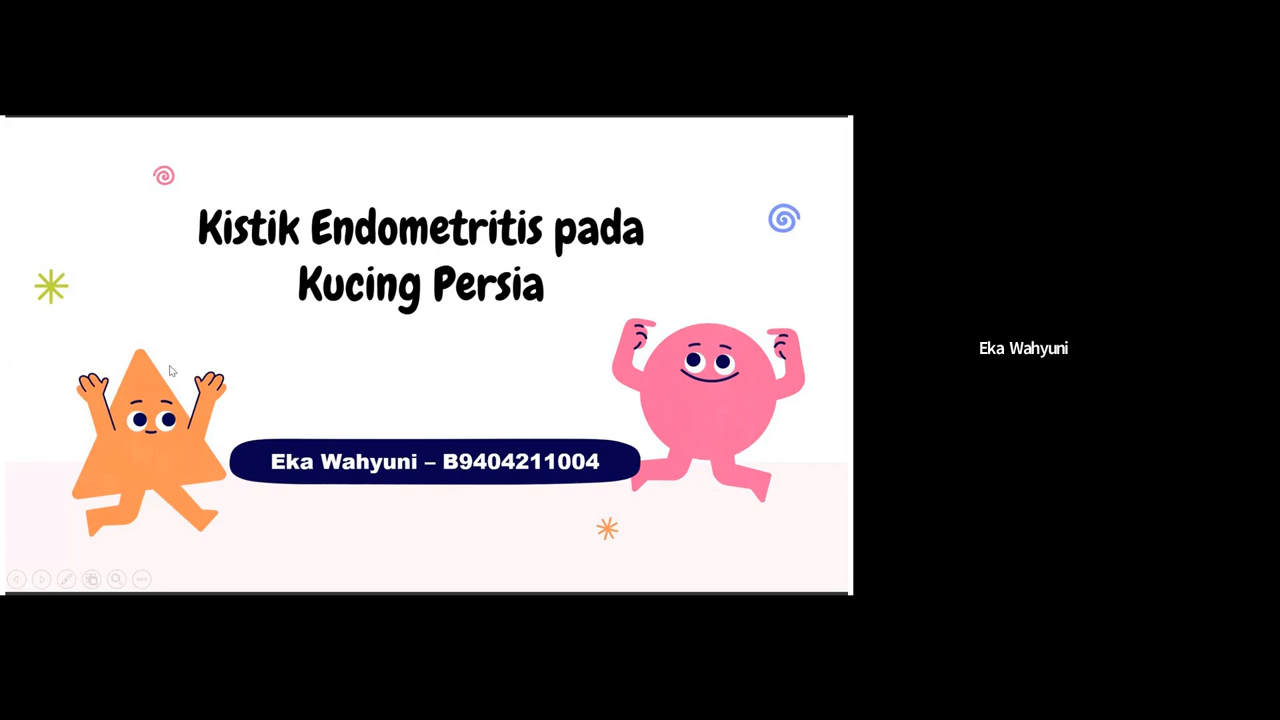 Kistik Endometritis pada
Kucing Persia
Eka Wahyuni – B9404211004
Eka Wahyuni